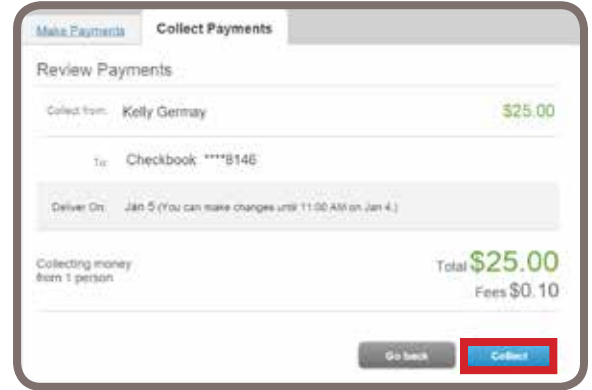 Make Payments Collect Payments
Review Payments
Collect from: Kelly Germay $25.00
To: Checkbook ****8146
Deliver On: Jan 5 (You can make changes until 11:00 AM on Jan 4.)
Collecting money Total $25.00
from 1 person Fees $0.10
Go back Collect